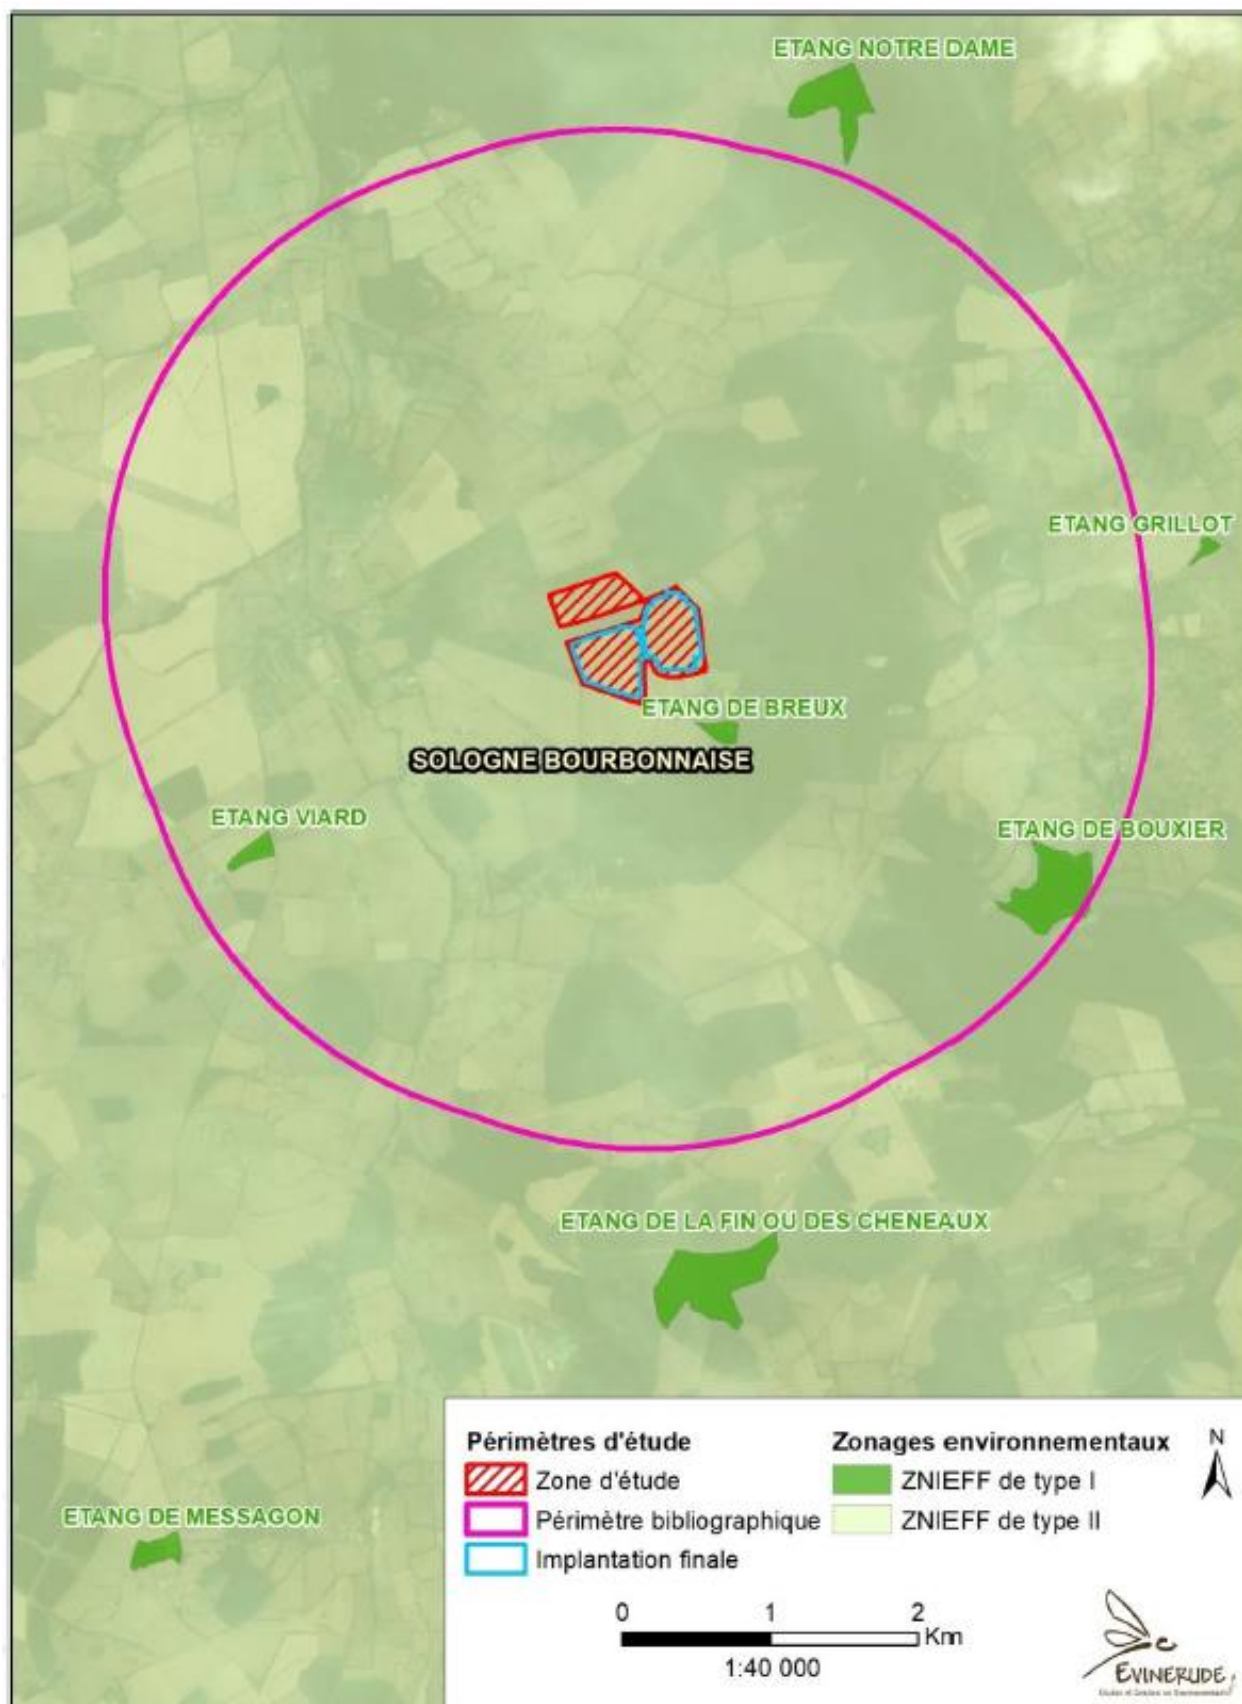 ETANG NOTRE DAME
ETANG GRILLOT
ETANG DE BREUX
SOLOGNE BOURBONNAISE
ETANG VIARD
ETANG DE BOUXIER
ETANG DE LA FIN OU DES CHENEAUX
ETANG DE MESSAGON
Périmètres d'étude
Zone d'étude
Périmètre bibliographique
Implantation finale
Zonages environnementaux
ZNIEFF de type I
ZNIEFF de type II
N
0 1 2
Km
1:40 000
EVINERUDE